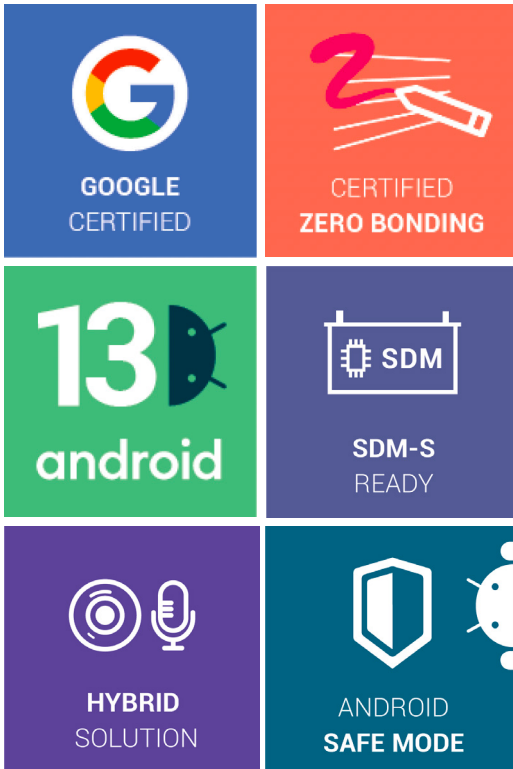 GOOGLE
CERTIFIED
CERTIFIED
ZERO BONDING
13
android
SDM
SDM-S
READY
HYBRID
SOLUTION
ANDROID
SAFE MODE